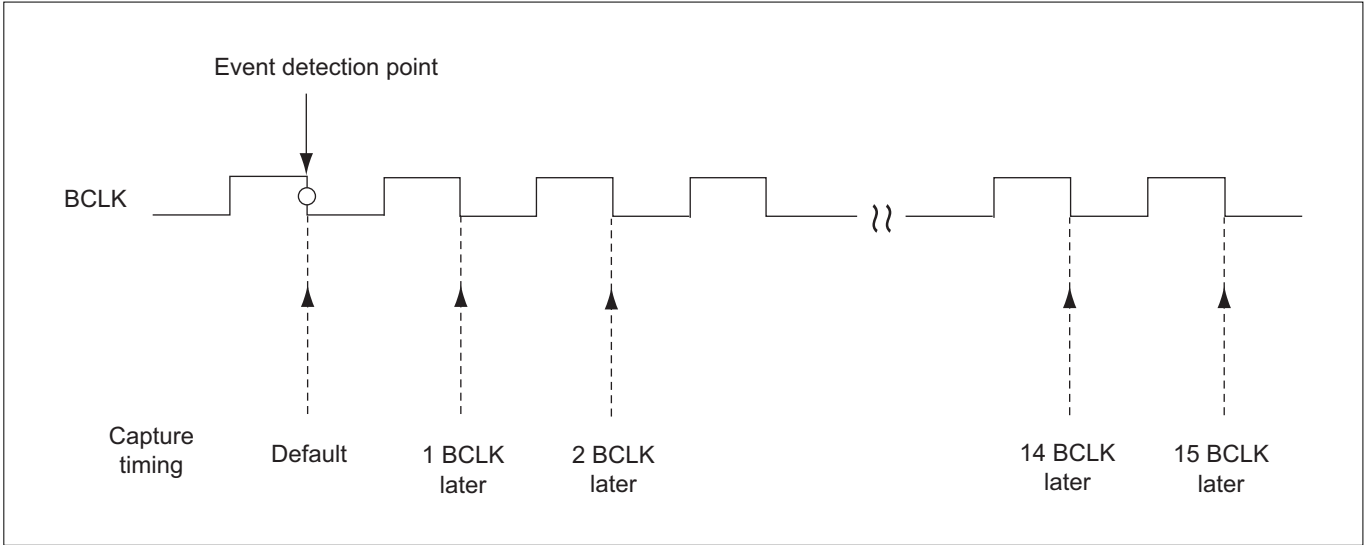 Event detection point
BCLK
Capture
timing
Default
1 BCLK
later
2 BCLK
later
14 BCLK
later
15 BCLK
later